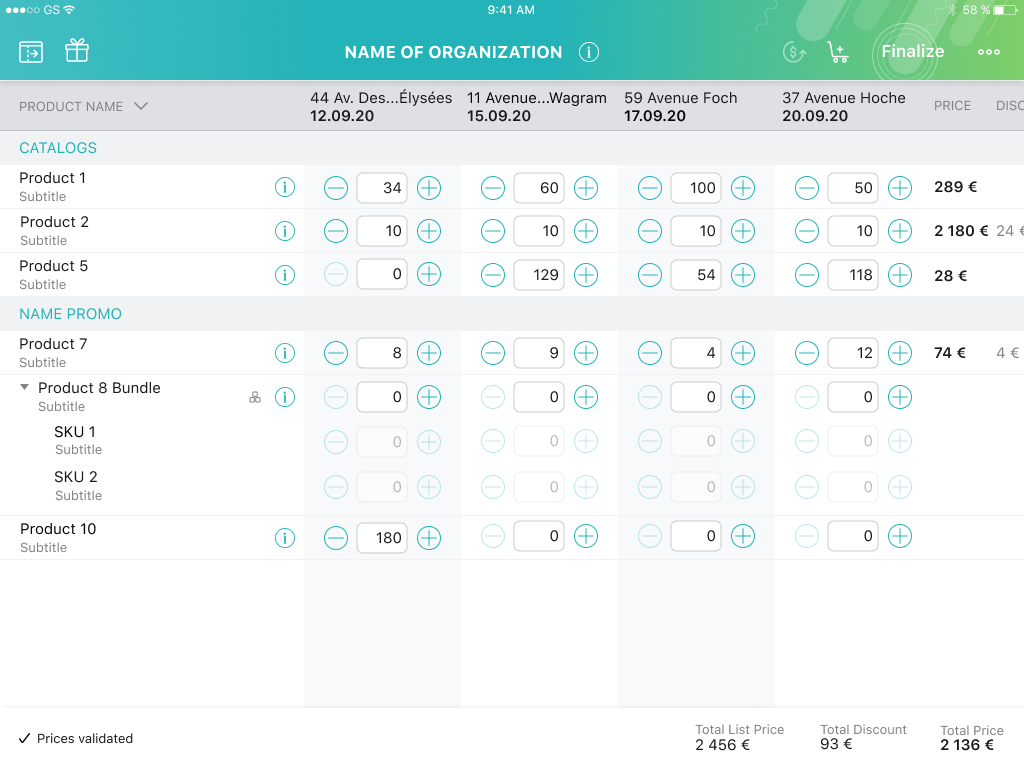 GS
9:41 AM
58 %
NAME OF ORGANIZATION
Finalize
PRODUCT NAME
44 Av. Des...Élysées
12.09.20
11 Avenue...Wagram
15.09.20
59 Avenue Foch
17.09.20
37 Avenue Hoche
20.09.20
PRICE
DISC
CATALOGS
Product 1
Subtitle
34
60
100
50
289 €
Product 2
Subtitle
10
10
10
10
2 180 €
24 €
Product 5
Subtitle
0
129
54
118
28 €
NAME PROMO
Product 7
Subtitle
8
9
4
12
74 €
4 €
Product 8 Bundle
Subtitle
0
0
0
0
SKU 1
Subtitle
0
0
0
0
SKU 2
Subtitle
0
0
0
0
Product 10
Subtitle
180
0
0
0
Prices validated
Total List Price
2 456 €
Total Discount
93 €
Total Price
2 136 €